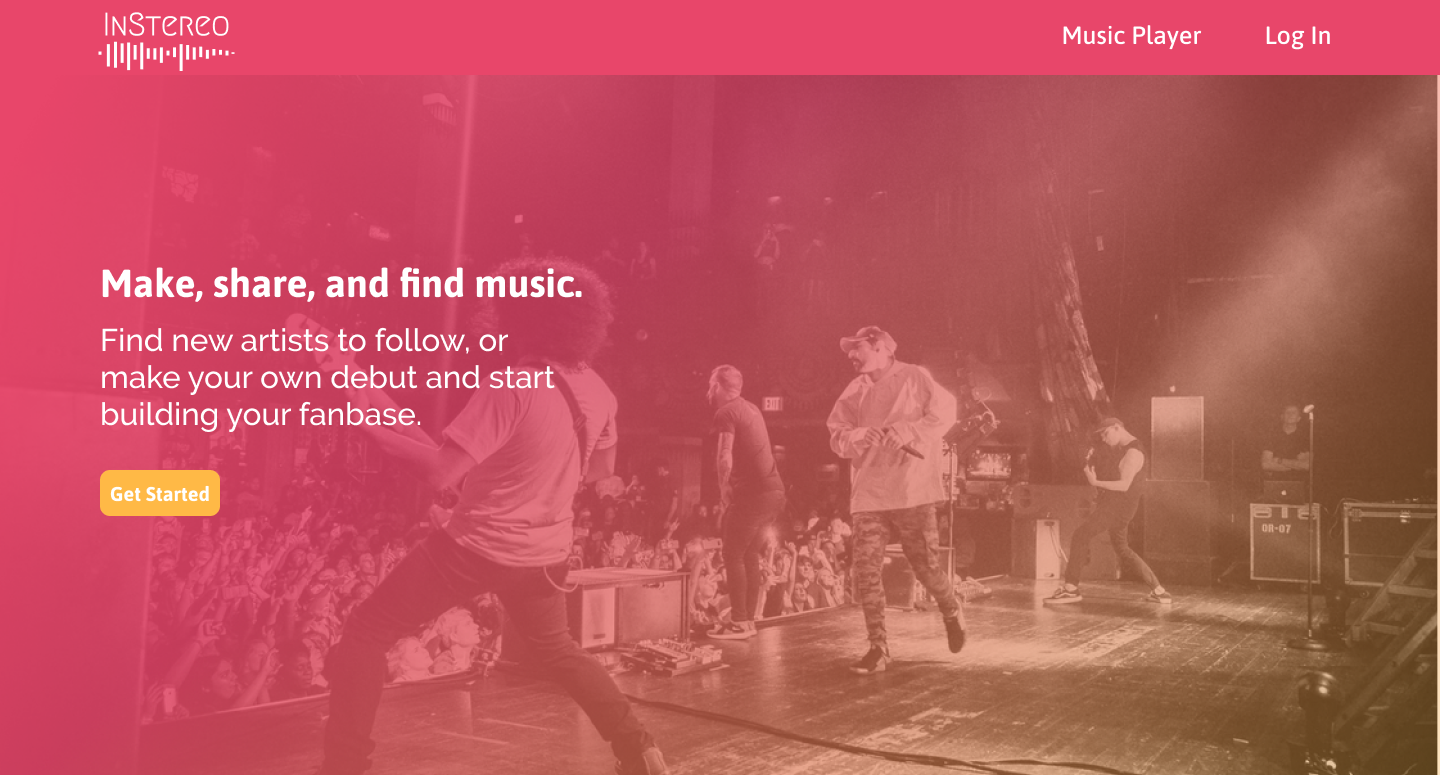 InStereo
Music Player
Log In
Make, share, and find music.
Find new artists to follow, or
make your own debut and start
building your fanbase.
Get Started
EXIT
OR-07